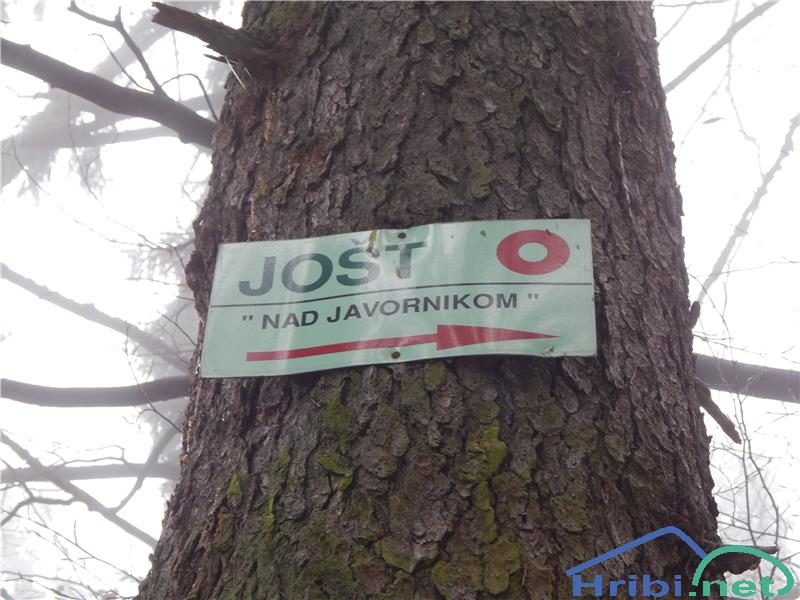 JOŠT
" NAD JAVORNIKOM "
Hribi.net